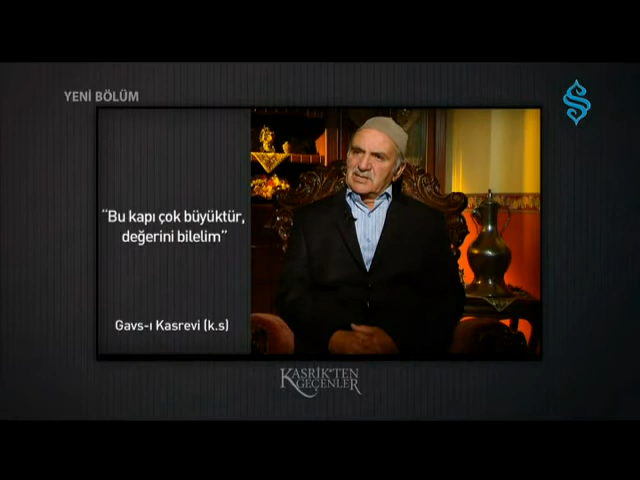 YENİ BÖLÜM
“Bu kapı çok büyüktür,
değerini bilelim”
Gavs-ı Kasrevi (k.s)
KASRİK'TEN
GEÇENLER